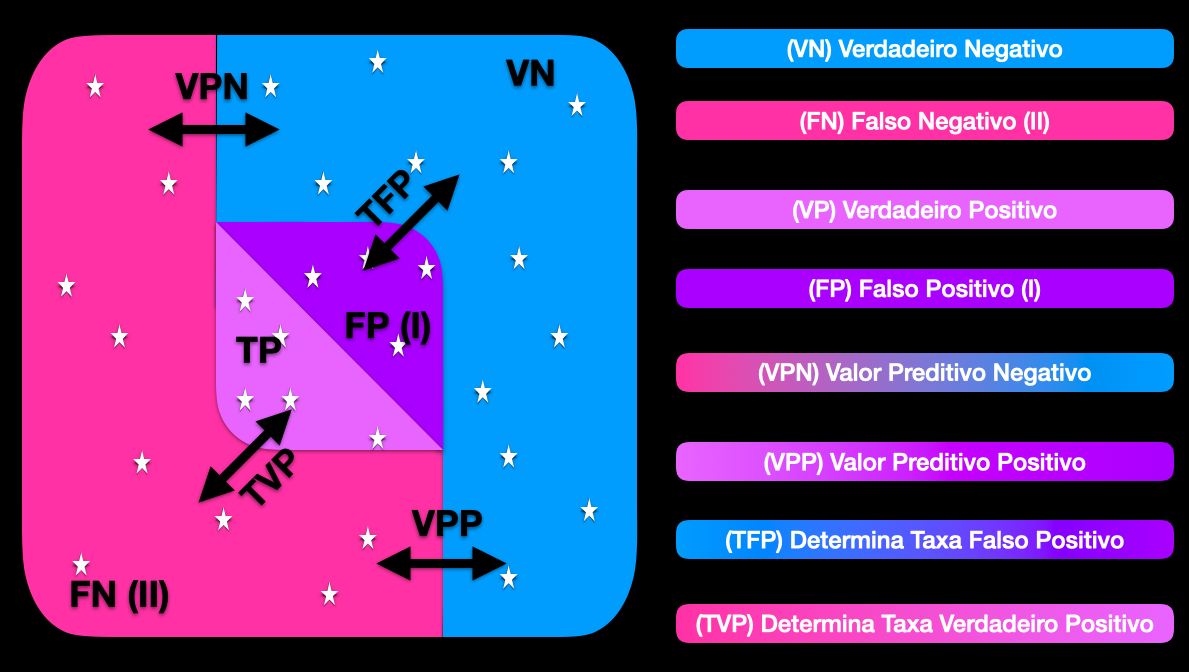 VPN
VN
TFP
FP (I)
TP
TVP
VPP
FN (II)
(VN) Verdadeiro Negativo
(FN) Falso Negativo (II)
(VP) Verdadeiro Positivo
(FP) Falso Positivo (I)
(VPN) Valor Preditivo Negativo
(VPP) Valor Preditivo Positivo
(TFP) Determina Taxa Falso Positivo
(TVP) Determina Taxa Verdadeiro Positivo